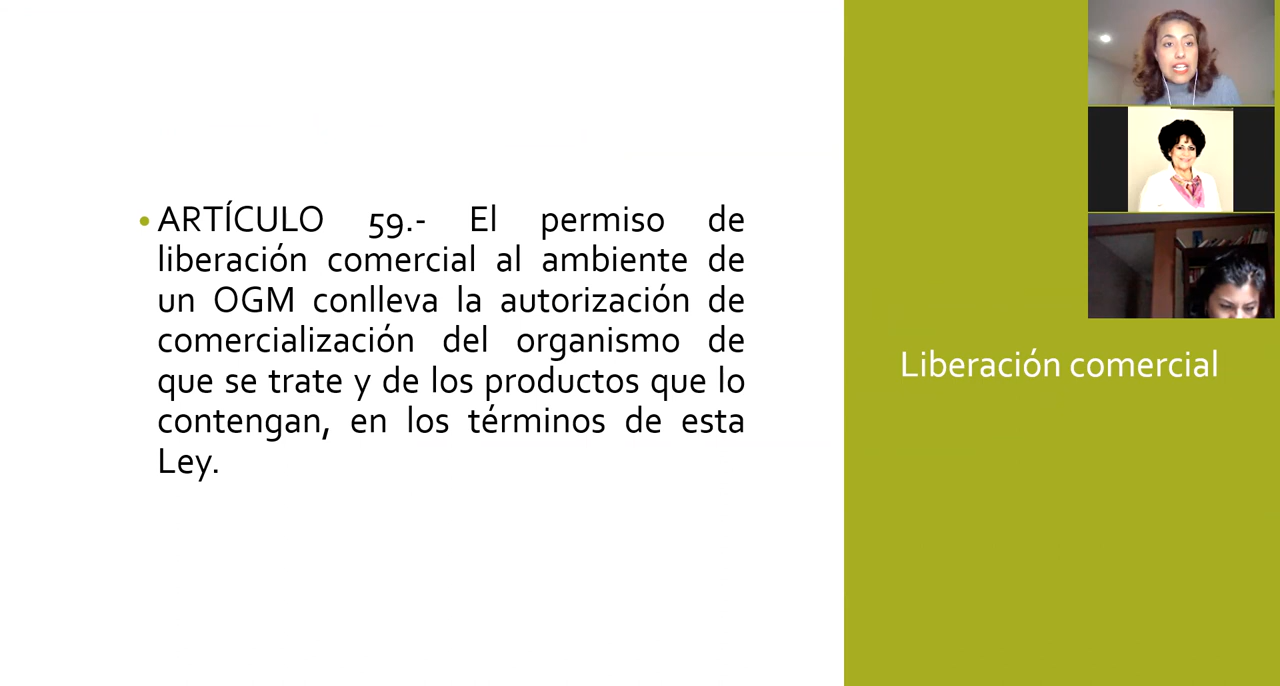 • ARTÍCULO 59.- El permiso de
liberación comercial al ambiente de
un OGM conlleva la autorización de
comercialización del organismo de
que se trate y de los productos que lo
contengan, en los términos de esta
Ley.
Liberación comercial